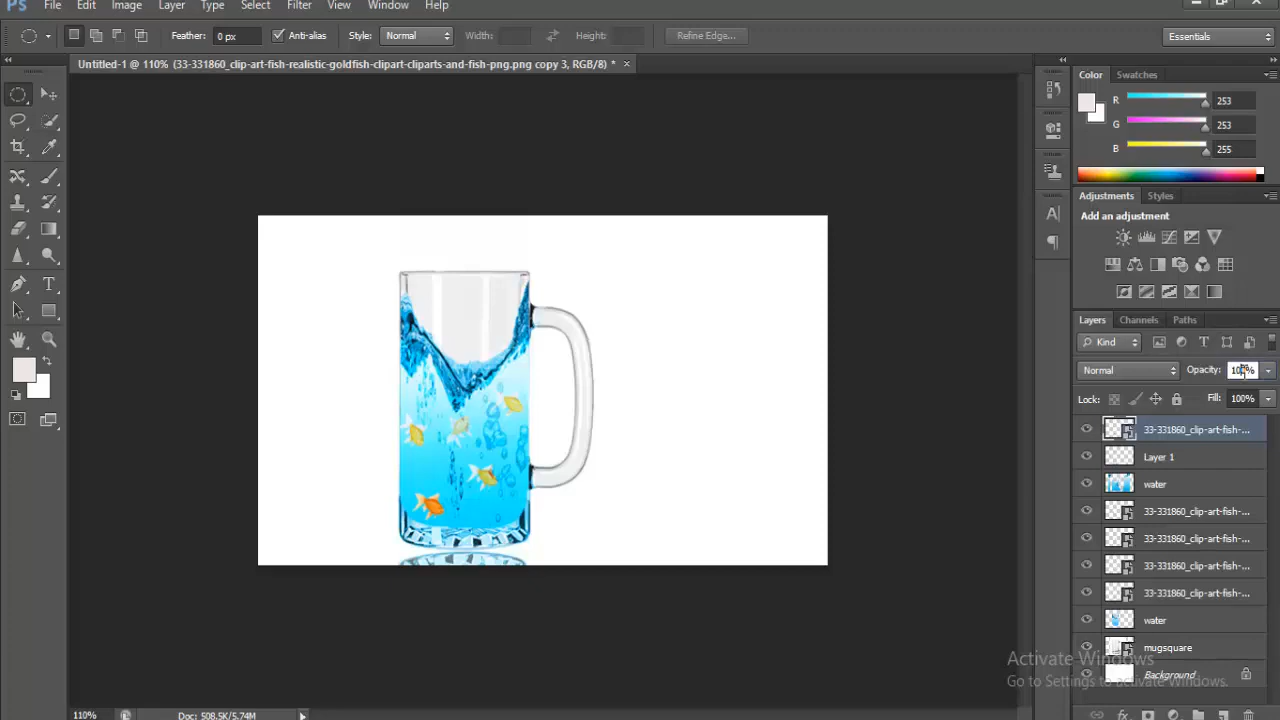 Ps File Edit Image Layer Type Select Filter View Window Help
Feather: 0 px Anti-alias Style: Normal Width: Height: Refine Edge... Essentials
Untitled-1 @ 110% (33-331860_clip-art-fish-realistic-goldfish-clipart-cliparts-and-fish-png.png copy 3, RGB/8) * ×
Color Swatches
R 253
G 253
B 255
Adjustments Styles
Add an adjustment
Layers Channels Paths
Kind
Normal Opacity: 100%
Lock: Fill: 100%
33-331860_clip-art-fish-...
Layer 1
water
33-331860_clip-art-fish-...
33-331860_clip-art-fish-...
33-331860_clip-art-fish-...
33-331860_clip-art-fish-...
water
mugsquare
Background
Activate Windows
Go to Settings to activate Windows.
110% Doc: 508.5K/5.74M